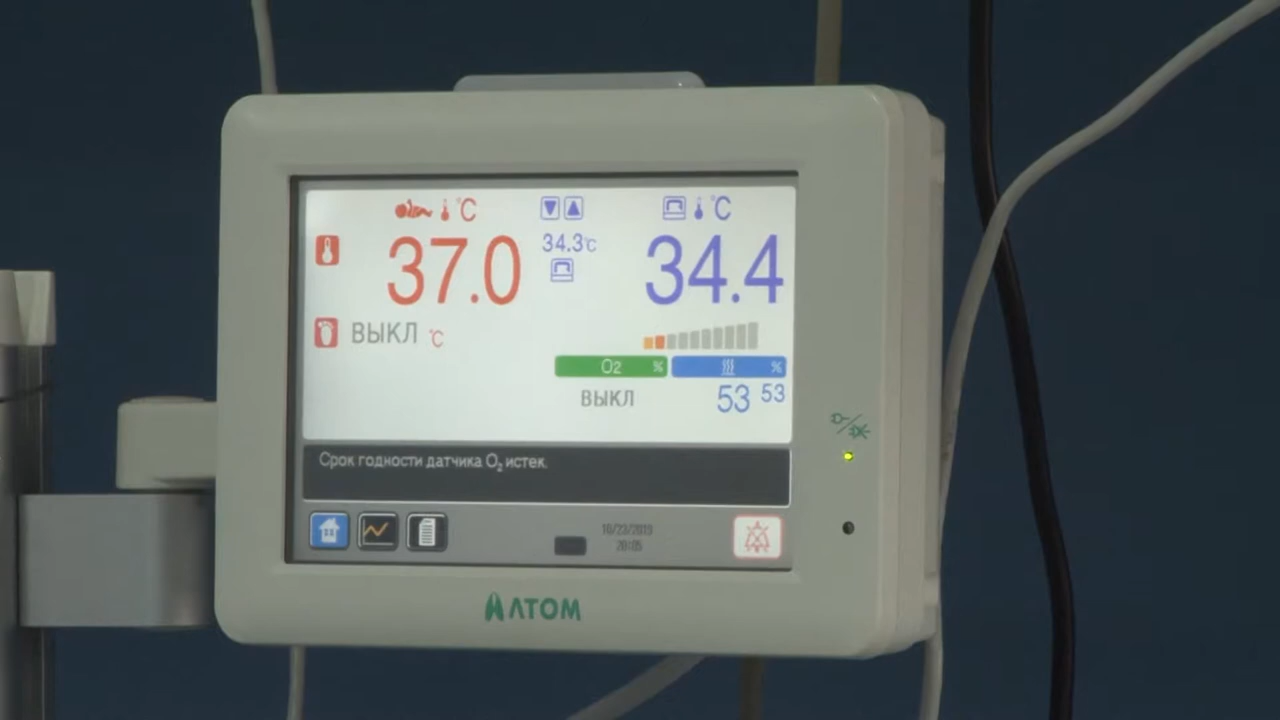 °C
°C
37.0
34.3°C
34.4
ВЫКЛ °C
O2 %
%
ВЫКЛ
53 53
Срок годности датчика O₂ истек.
10/23/2019
20:05
ATOM